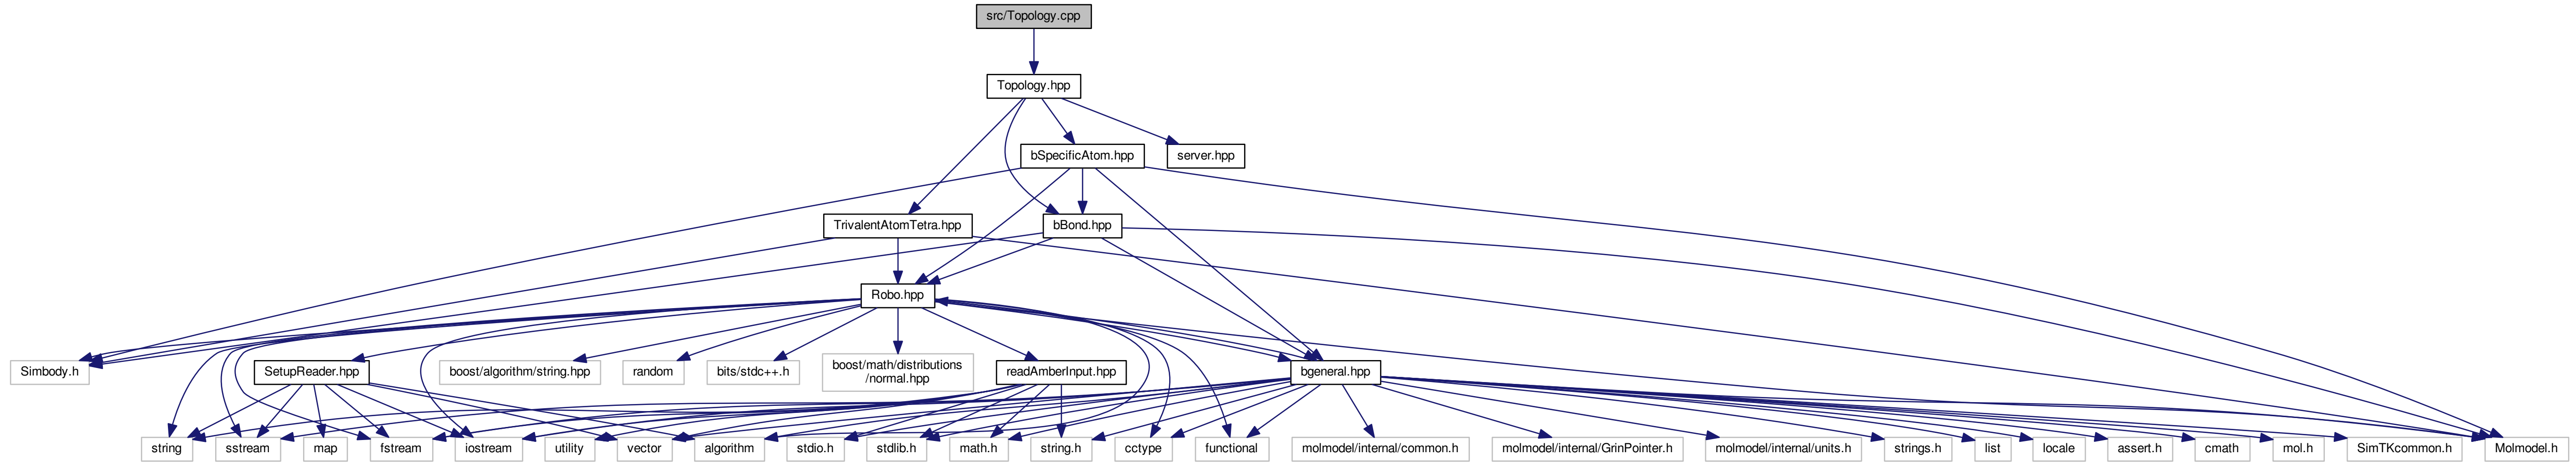 src/Topology.cpp
Topology.hpp
bSpecificAtom.hpp
server.hpp
TrivalentAtomTetra.hpp
bBond.hpp
Robo.hpp
Simbody.h
SetupReader.hpp
boost/algorithm/string.hpp
random
bits/stdc++.h
boost/math/distributions
/normal.hpp
readAmberInput.hpp
bgeneral.hpp
string
sstream
map
fstream
iostream
utility
vector
algorithm
stdio.h
stdlib.h
math.h
string.h
cctype
functional
molmodel/internal/common.h
molmodel/internal/GrinPointer.h
molmodel/internal/units.h
strings.h
list
locale
assert.h
cmath
mol.h
SimTKcommon.h
Molmodel.h